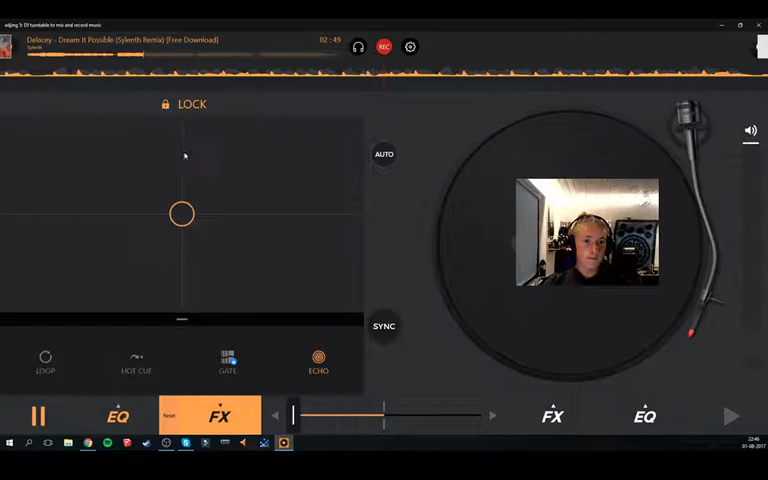 edjing 5: DJ turntable to mix and record music
Delacey - Dream It Possible (Sylenth Remix) [Free Download]
02 : 49
Sylenth
REC
LOCK
AUTO
SYNC
LOOP
HOT CUE
GATE
ECHO
EQ
Reset
FX
FX
EQ
22:46
01-08-2017